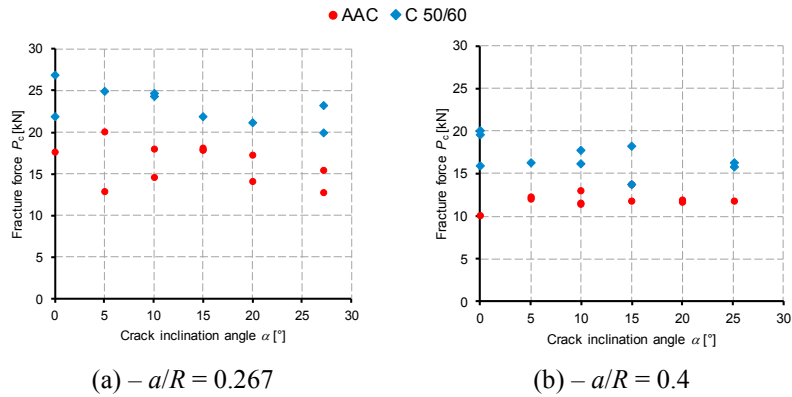 AAC C 50/60
30
25
20
15
10
5
0
Fracture force Pc [kN]
0 5 10 15 20 25 30
Crack inclination angle α [°]
(a) – a/R = 0.267
30
25
20
15
10
5
0
Fracture force Pc [kN]
0 5 10 15 20 25 30
Crack inclination angle α [°]
(b) – a/R = 0.4